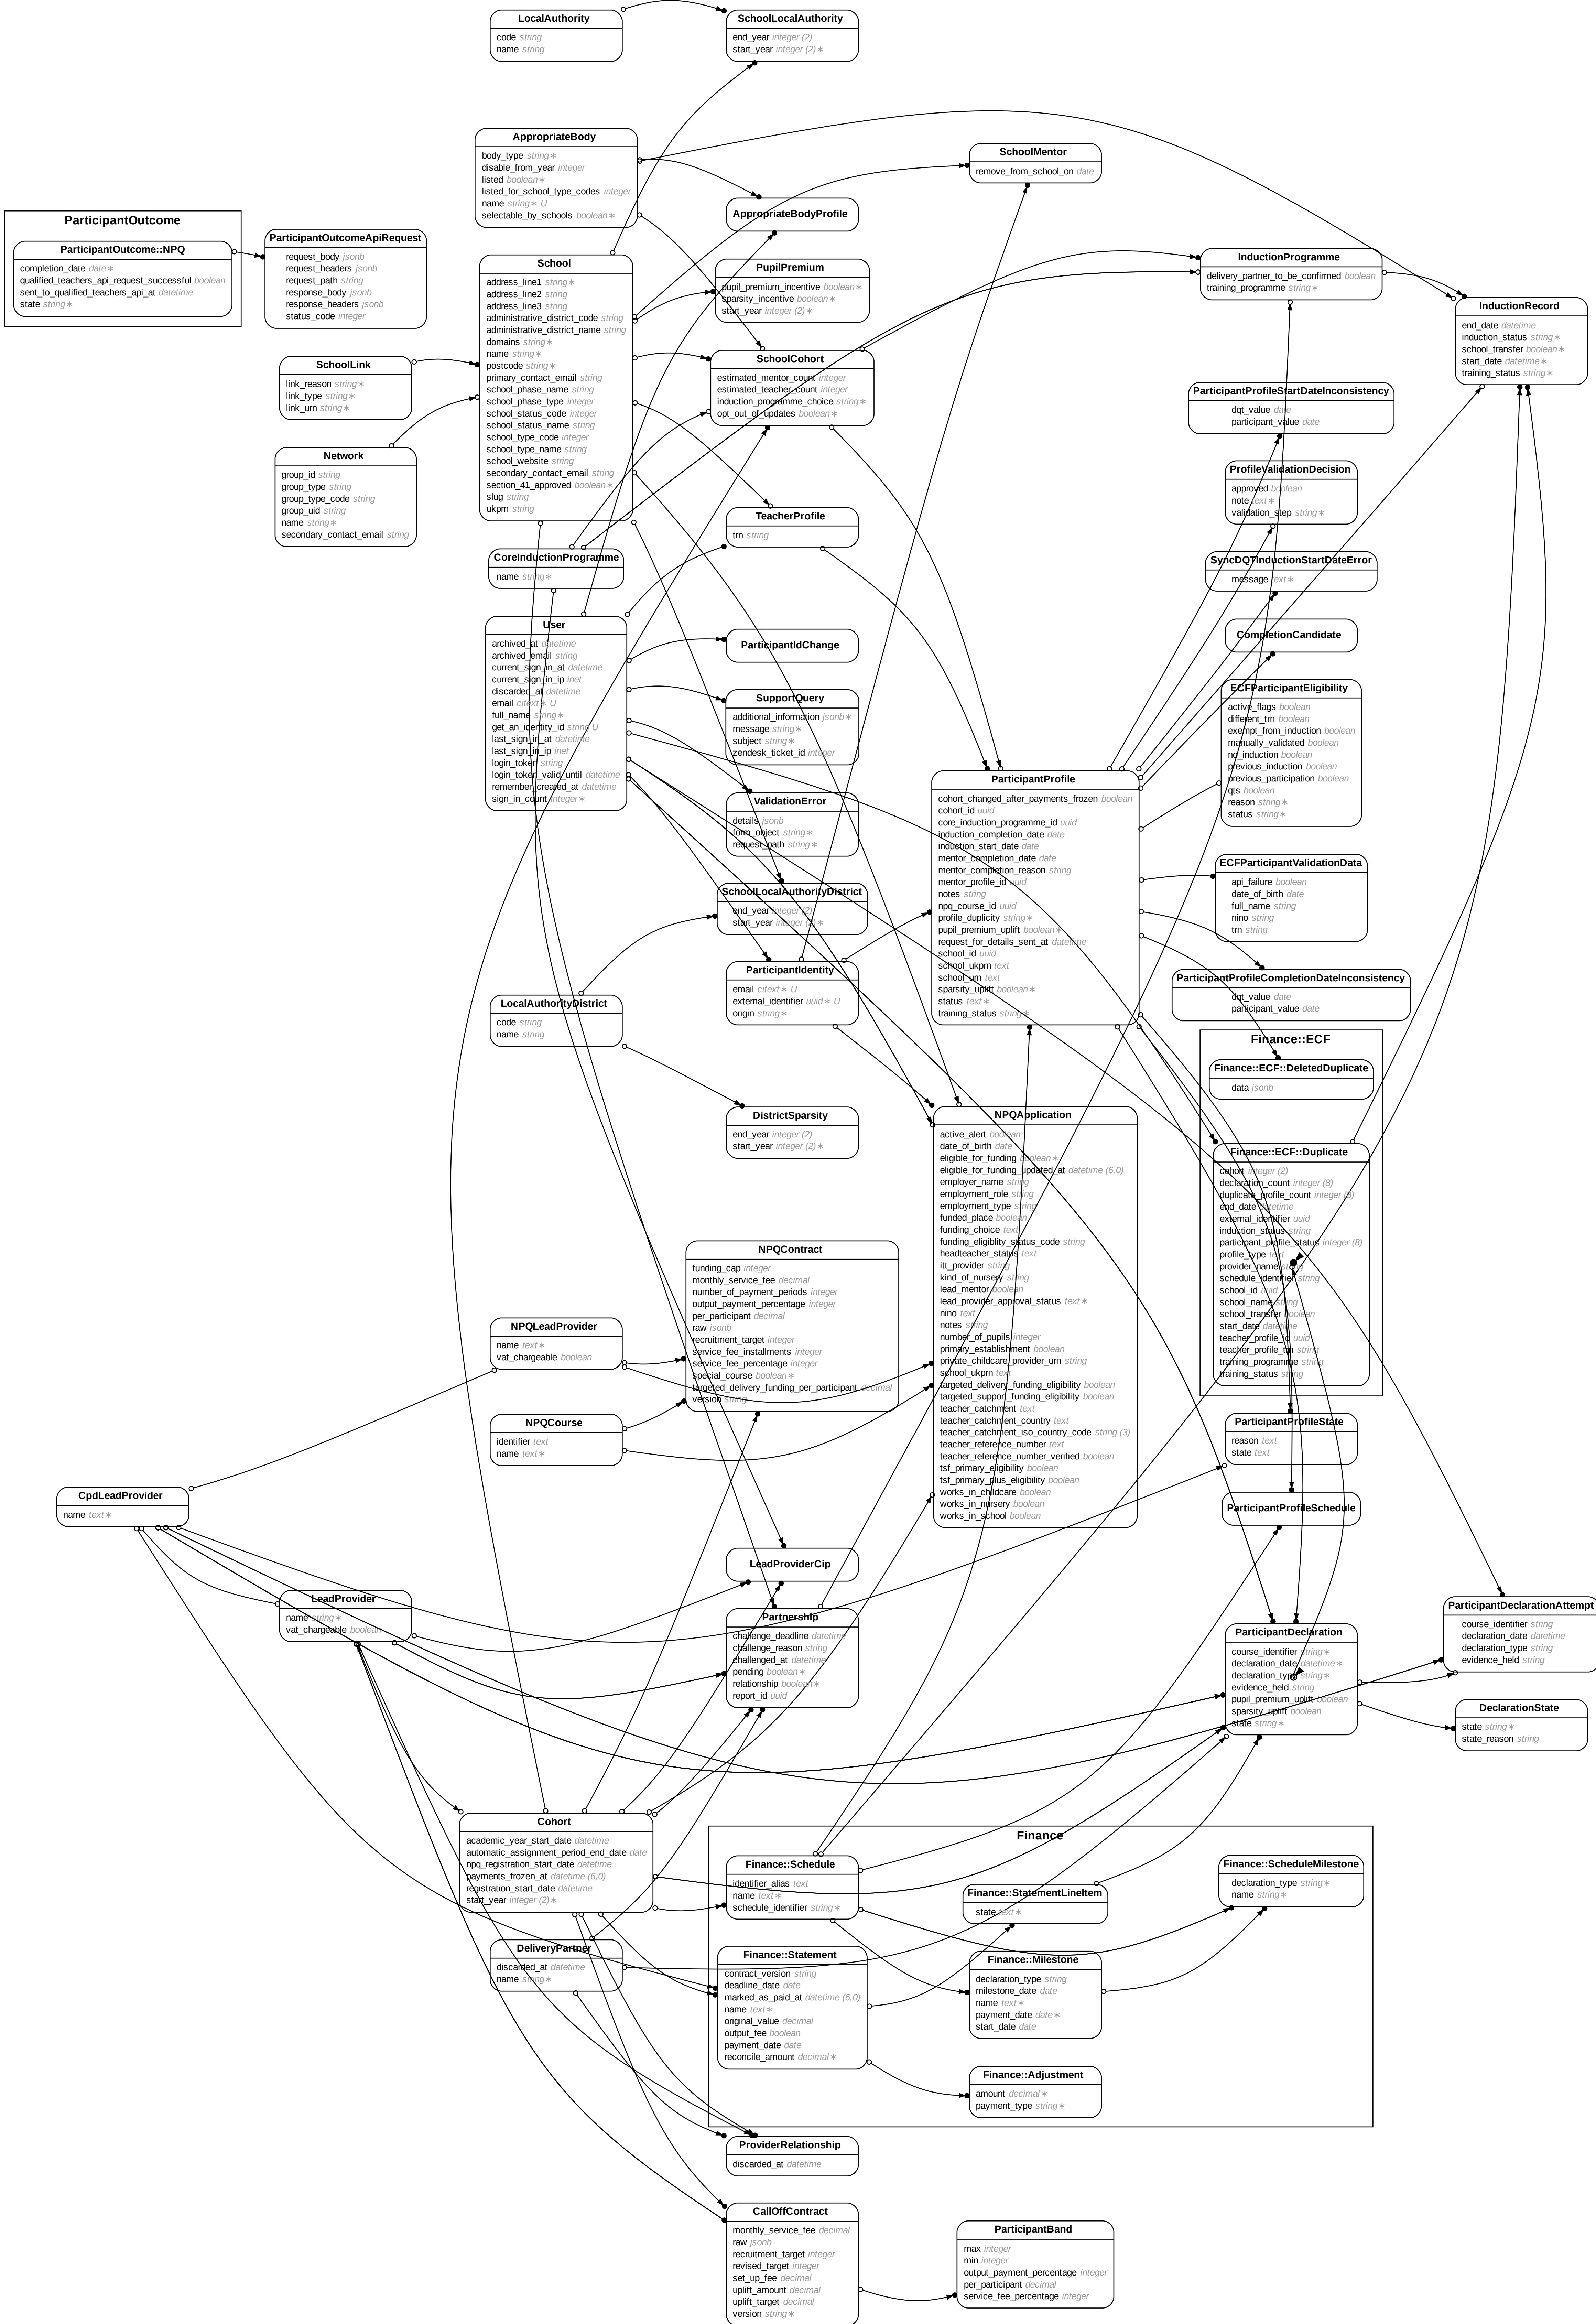 LocalAuthority
code string
name string
SchoolLocalAuthority
end_year integer (2)
start_year integer (2)∗
AppropriateBody
body_type string∗
disable_from_year integer
listed boolean∗
listed_for_school_type_codes integer
name string∗ U
selectable_by_schools boolean∗
SchoolMentor
remove_from_school_on date
AppropriateBodyProfile
ParticipantOutcome
ParticipantOutcome::NPQ
completion_date date∗
qualified_teachers_api_request_successful boolean
sent_to_qualified_teachers_api_at datetime
state string∗
ParticipantOutcomeApiRequest
request_body jsonb
request_headers jsonb
request_path string
response_body jsonb
response_headers jsonb
status_code integer
School
address_line1 string∗
address_line2 string
address_line3 string
administrative_district_code string
administrative_district_name string
domains string∗
name string∗
postcode string∗
primary_contact_email string
school_phase_name string
school_phase_type integer
school_status_code integer
school_status_name string
school_type_code integer
school_type_name string
school_website string
secondary_contact_email string
section_41_approved boolean∗
slug string
ukprn string
PupilPremium
pupil_premium_incentive boolean∗
sparsity_incentive boolean∗
start_year integer (2)∗
InductionProgramme
delivery_partner_to_be_confirmed boolean
training_programme string∗
InductionRecord
end_date datetime
induction_status string∗
school_transfer boolean∗
start_date datetime∗
training_status string∗
SchoolLink
link_reason string∗
link_type string∗
link_urn string∗
SchoolCohort
estimated_mentor_count integer
estimated_teacher_count integer
induction_programme_choice string∗
opt_out_of_updates boolean∗
ParticipantProfileStartDateInconsistency
dqt_value date
participant_value date
Network
group_id string
group_type string
group_type_code string
group_uid string
name string∗
secondary_contact_email string
ProfileValidationDecision
approved boolean
note text∗
validation_step string∗
TeacherProfile
trn string
CoreInductionProgramme
name string∗
SyncDQTInductionStartDateError
message text∗
User
archived_at datetime
archived_email string
current_sign_in_at datetime
current_sign_in_ip inet
discarded_at datetime
email citext∗ U
full_name string∗
get_an_identity_id string U
last_sign_in_at datetime
last_sign_in_ip inet
login_token string
login_token_valid_until datetime
remember_created_at datetime
sign_in_count integer∗
ParticipantIdChange
CompletionCandidate
SupportQuery
additional_information jsonb∗
message string∗
subject string∗
zendesk_ticket_id integer
ECFParticipantEligibility
active_flags boolean
different_trn boolean
exempt_from_induction boolean
manually_validated boolean
no_induction boolean
previous_induction boolean
previous_participation boolean
qts boolean
reason string∗
status string∗
ValidationError
details jsonb
form_object string∗
request_path string∗
ParticipantProfile
cohort_changed_after_payments_frozen boolean
cohort_id uuid
core_induction_programme_id uuid
induction_completion_date date
induction_start_date date
mentor_completion_date date
mentor_completion_reason string
mentor_profile_id uuid
notes string
npq_course_id uuid
profile_duplicity string∗
pupil_premium_uplift boolean∗
request_for_details_sent_at datetime
school_id uuid
school_ukprn text
school_urn text
sparsity_uplift boolean∗
status text∗
training_status string∗
ECFParticipantValidationData
api_failure boolean
date_of_birth date
full_name string
nino string
trn string
SchoolLocalAuthorityDistrict
end_year integer (2)
start_year integer (2)∗
ParticipantIdentity
email citext∗ U
external_identifier uuid∗ U
origin string∗
ParticipantProfileCompletionDateInconsistency
dqt_value date
participant_value date
LocalAuthorityDistrict
code string
name string
Finance::ECF
Finance::ECF::DeletedDuplicate
data jsonb
DistrictSparsity
end_year integer (2)
start_year integer (2)∗
NPQApplication
active_alert boolean
date_of_birth date
eligible_for_funding boolean∗
eligible_for_funding_updated_at datetime (6,0)
employer_name string
employment_role string
employment_type string
funded_place boolean
funding_choice text
funding_eligiblity_status_code string
headteacher_status text
itt_provider string
kind_of_nursery string
lead_mentor boolean
lead_provider_approval_status text∗
nino text
notes string
number_of_pupils integer
primary_establishment boolean
private_childcare_provider_urn string
school_ukprn text
targeted_delivery_funding_eligibility boolean
targeted_support_funding_eligibility boolean
teacher_catchment text
teacher_catchment_country text
teacher_catchment_iso_country_code string (3)
teacher_reference_number text
teacher_reference_number_verified boolean
tsf_primary_eligibility boolean
tsf_primary_plus_eligibility boolean
works_in_childcare boolean
works_in_nursery boolean
works_in_school boolean
Finance::ECF::Duplicate
cohort integer (2)
declaration_count integer (8)
duplicate_profile_count integer (8)
end_date datetime
external_identifier uuid
induction_status string
participant_profile_status integer (8)
profile_type text
provider_name string
schedule_identifier string
school_id uuid
school_name string
school_transfer boolean
start_date datetime
teacher_profile_id uuid
teacher_profile_trn string
training_programme string
training_status string
NPQContract
funding_cap integer
monthly_service_fee decimal
number_of_payment_periods integer
output_payment_percentage integer
per_participant decimal
raw jsonb
recruitment_target integer
service_fee_installments integer
service_fee_percentage integer
special_course boolean∗
targeted_delivery_funding_per_participant decimal
version string
NPQLeadProvider
name text∗
vat_chargeable boolean
NPQCourse
identifier text
name text∗
ParticipantProfileState
reason text
state text
CpdLeadProvider
name text∗
ParticipantProfileSchedule
LeadProviderCip
LeadProvider
name string∗
vat_chargeable boolean
Partnership
challenge_deadline datetime
challenge_reason string
challenged_at datetime
pending boolean∗
relationship boolean∗
report_id uuid
ParticipantDeclaration
course_identifier string∗
declaration_date datetime∗
declaration_type string∗
evidence_held string
pupil_premium_uplift boolean
sparsity_uplift boolean
state string∗
ParticipantDeclarationAttempt
course_identifier string
declaration_date datetime
declaration_type string
evidence_held string
DeclarationState
state string∗
state_reason string
Cohort
academic_year_start_date datetime
automatic_assignment_period_end_date date
npq_registration_start_date datetime
payments_frozen_at datetime (6,0)
registration_start_date datetime
start_year integer (2)∗
Finance
Finance::Schedule
identifier_alias text
name text∗
schedule_identifier string∗
Finance::StatementLineItem
state text∗
Finance::ScheduleMilestone
declaration_type string∗
name string∗
DeliveryPartner
discarded_at datetime
name string∗
Finance::Statement
contract_version string
deadline_date date
marked_as_paid_at datetime (6,0)
name text∗
original_value decimal
output_fee boolean
payment_date date
reconcile_amount decimal∗
Finance::Milestone
declaration_type string
milestone_date date
name text∗
payment_date date∗
start_date date
Finance::Adjustment
amount decimal∗
payment_type string∗
ProviderRelationship
discarded_at datetime
CallOffContract
monthly_service_fee decimal
raw jsonb
recruitment_target integer
revised_target integer
set_up_fee decimal
uplift_amount decimal
uplift_target decimal
version string∗
ParticipantBand
max integer
min integer
output_payment_percentage integer
per_participant decimal
service_fee_percentage integer